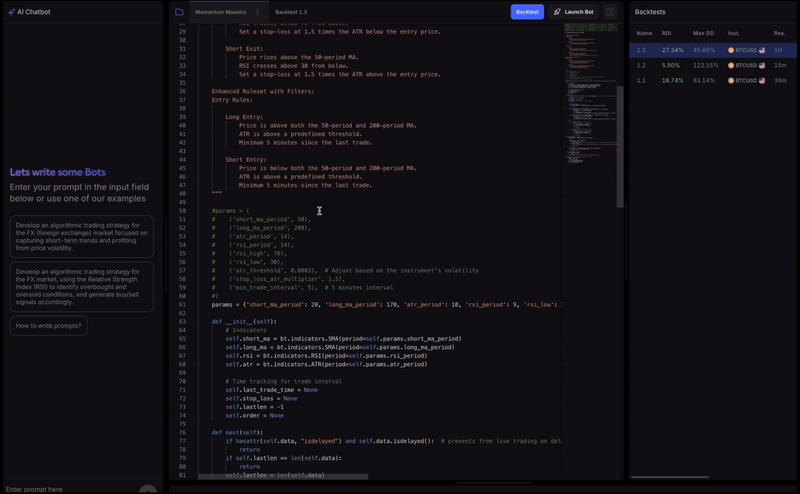 AI Chatbot
Lets write some Bots
Enter your prompt in the input field
below or use one of our examples
Develop an algorithmic trading strategy for
the FX (foreign exchange) market focused on
capturing short-term trends and profiting
from price volatility.
Develop an algorithmic trading strategy for the
FX market, using the Relative Strength
Index (RSI) to identify overbought and
oversold conditions, and generate buy/sell
signals accordingly.
How to write prompts?
Enter prompt here
Momentum Maestro
Backtest 1.3
Backtest
Launch Bot
29 Set a stop-loss at 1.5 times the ATR below the entry price.
30
31 Short Exit:
32 Price rises above the 50-period MA.
33 RSI crosses above 30 from below.
34 Set a stop-loss at 1.5 times the ATR above the entry price.
35
36 Enhanced Ruleset with Filters:
37 Entry Rules:
38
39 Long Entry:
40 Price is above both the 50-period and 200-period MA.
41 ATR is above a predefined threshold.
42 Minimum 5 minutes since the last trade.
43
44 Short Entry:
45 Price is below both the 50-period and 200-period MA.
46 ATR is above a predefined threshold.
47 Minimum 5 minutes since the last trade.
48 """
49
50 #params = (
51 # ('short_ma_period', 50),
52 # ('long_ma_period', 200),
53 # ('atr_period', 14),
54 # ('rsi_period', 14),
55 # ('rsi_high', 70),
56 # ('rsi_low', 30),
57 # ('atr_threshold', 0.0003), # Adjust based on the instrument's volatility
58 # ('stop_loss_atr_multiplier', 1.5),
59 # ('min_trade_interval', 5), # 5 minutes interval
60 #)
61 params = {'short_ma_period': 20, 'long_ma_period': 170, 'atr_period': 18, 'rsi_period': 9, 'rsi_low':
62
63 def __init__(self):
64 # Indicators
65 self.short_ma = bt.indicators.SMA(period=self.params.short_ma_period)
66 self.long_ma = bt.indicators.SMA(period=self.params.long_ma_period)
67 self.rsi = bt.indicators.RSI(period=self.params.rsi_period)
68 self.atr = bt.indicators.ATR(period=self.params.atr_period)
69
70 # Time tracking for trade interval
71 self.last_trade_time = None
72 self.stop_loss = None
73 self.lastlen = -1
74 self.order = None
75
76 def next(self):
77 if hasattr(self.data, "isdelayed") and self.data.isdelayed(): # prevents from live trading on del
78 return
79 if self.lastlen == len(self.data):
80 return
81 self.lastlen = len(self.data)
Backtests
Name ROI Max DD Inst. Res.
1.3 27.34% 45.86% BTCUSD 1H
1.2 5.50% 122.15% BTCUSD 15m
1.1 16.74% 83.14% BTCUSD 30m